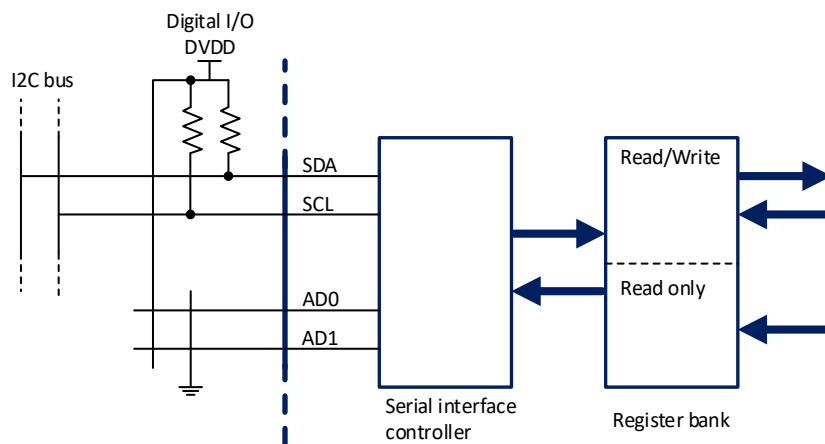 Digital I/O
DVDD
I2C bus
SDA
SCL
AD0
AD1
Read/Write
Read only
Serial interface
controller
Register bank